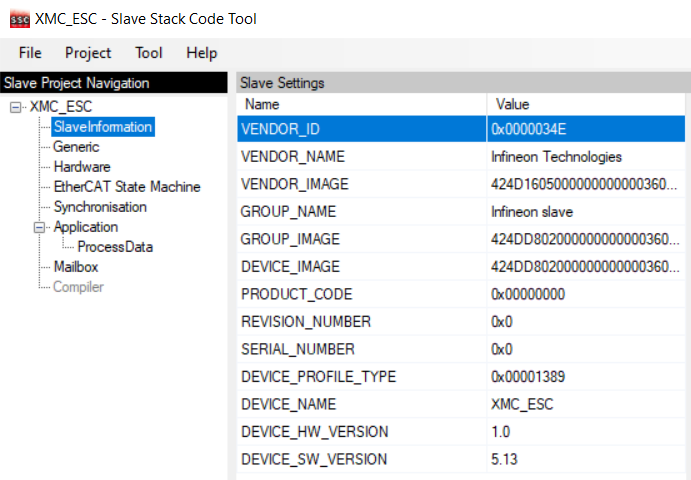 SSC XMC_ESC - Slave Stack Code Tool
File Project Tool Help
Slave Project Navigation
XMC_ESC
SlaveInformation
Generic
Hardware
EtherCAT State Machine
Synchronisation
Application
ProcessData
Mailbox
Compiler
Slave Settings
Name Value
VENDOR_ID 0x0000034E
VENDOR_NAME Infineon Technologies
VENDOR_IMAGE 424D1605000000000000360...
GROUP_NAME Infineon slave
GROUP_IMAGE 424DD802000000000000360...
DEVICE_IMAGE 424DD802000000000000360...
PRODUCT_CODE 0x00000000
REVISION_NUMBER 0x0
SERIAL_NUMBER 0x0
DEVICE_PROFILE_TYPE 0x00001389
DEVICE_NAME XMC_ESC
DEVICE_HW_VERSION 1.0
DEVICE_SW_VERSION 5.13